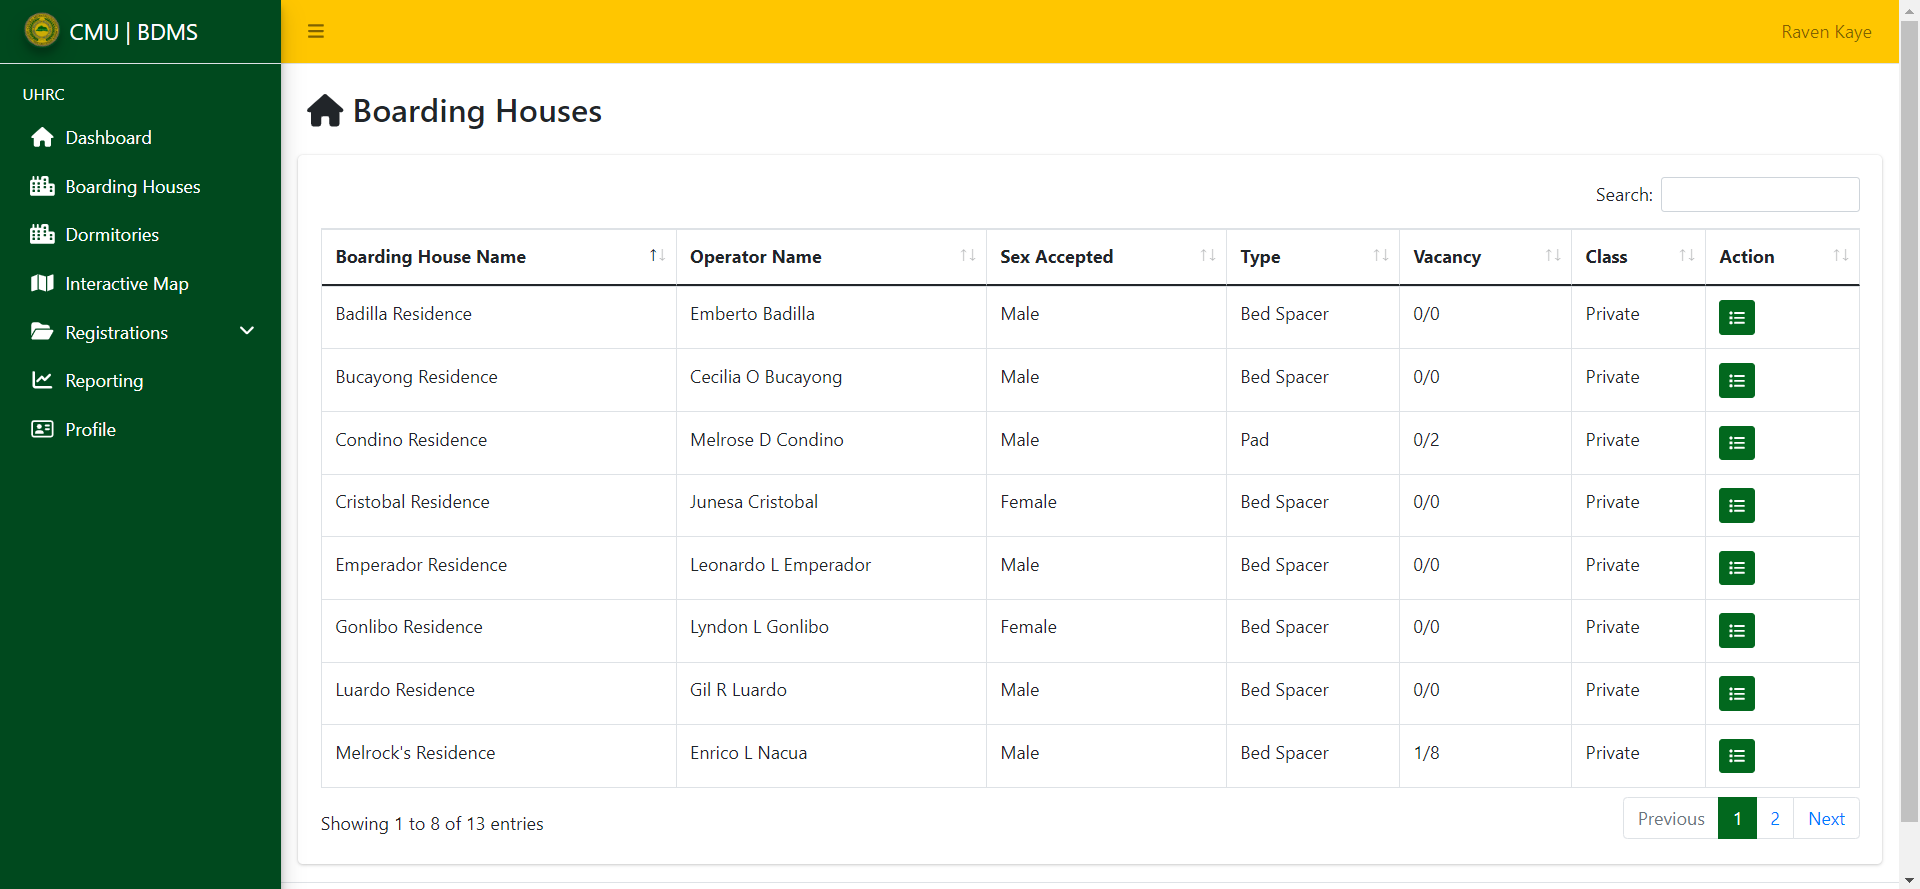 CMU | BDMS
Raven Kaye
UHRC
Dashboard
Boarding Houses
Dormitories
Interactive Map
Registrations
Reporting
Profile
Boarding Houses
Search:
Boarding House Name Operator Name Sex Accepted Type Vacancy Class Action
Badilla Residence Emberto Badilla Male Bed Spacer 0/0 Private
Bucayong Residence Cecilia O Bucayong Male Bed Spacer 0/0 Private
Condino Residence Melrose D Condino Male Pad 0/2 Private
Cristobal Residence Junesa Cristobal Female Bed Spacer 0/0 Private
Emperador Residence Leonardo L Emperador Male Bed Spacer 0/0 Private
Gonlibo Residence Lyndon L Gonlibo Female Bed Spacer 0/0 Private
Luardo Residence Gil R Luardo Male Bed Spacer 0/0 Private
Melrock's Residence Enrico L Nacua Male Bed Spacer 1/8 Private
Showing 1 to 8 of 13 entries
Previous 1 2 Next